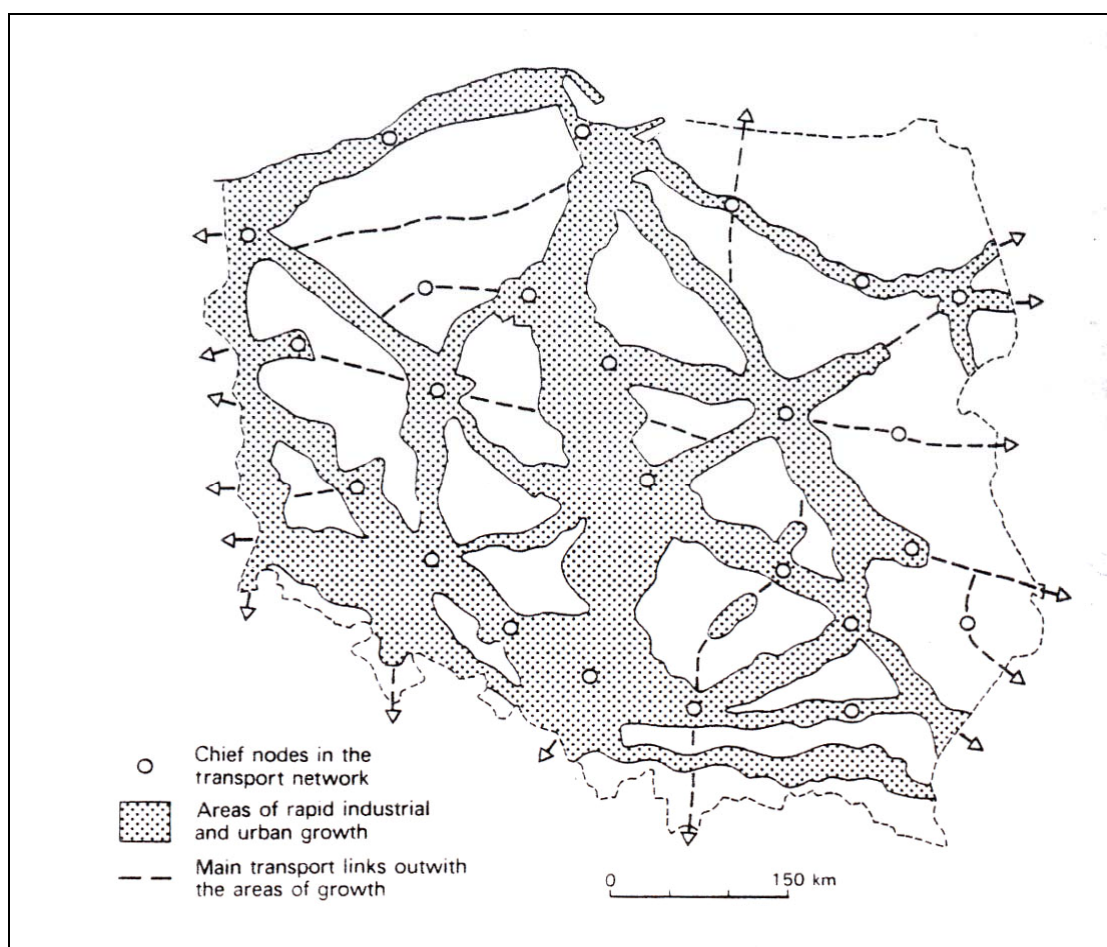 Chief nodes in the
transport network
Areas of rapid industrial
and urban growth
Main transport links outwith
the areas of growth
0 150 km